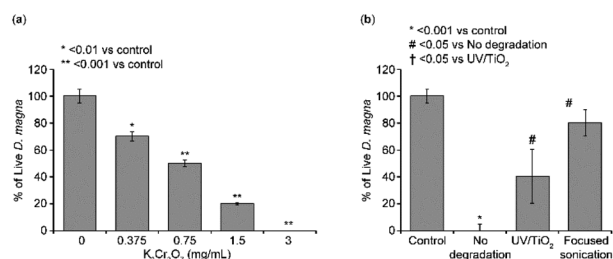 (a)
* <0.01 vs control
** <0.001 vs control
% of Live D. magna
120
100
80
60
40
20
0
*
**
**
**
0 0.375 0.75 1.5 3
K2Cr2O7 (mg/mL)
(b)
* <0.001 vs control
# <0.05 vs No degradation
† <0.05 vs UV/TiO2
% of Live D. magna
120
100
80
60
40
20
0
*
#
#
Control No degradation UV/TiO2 Focused sonication